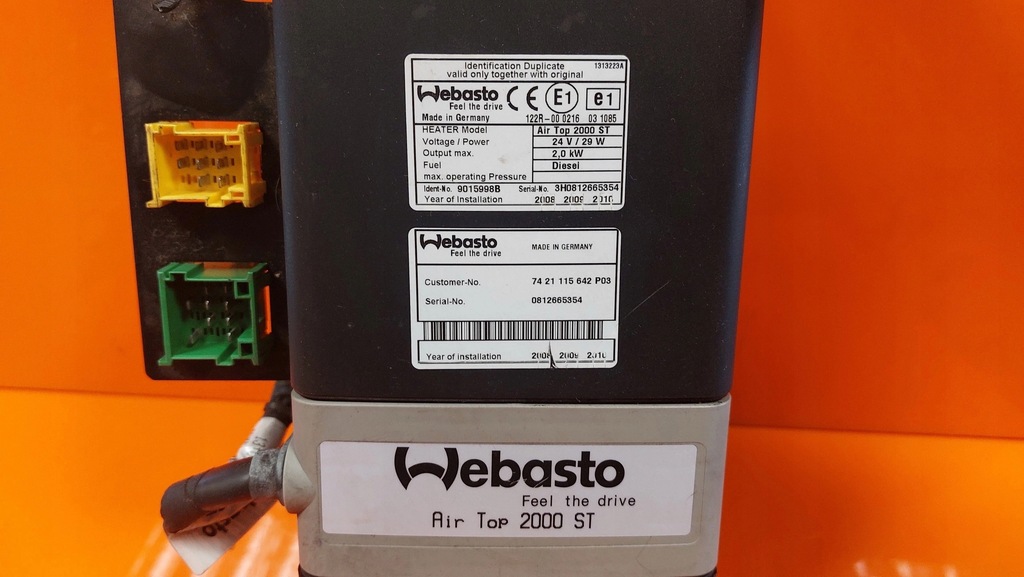 Identification Duplicate 1313223A
valid only together with original
Webasto CE E1 e1
Feel the drive
Made in Germany 122R-00 0216 03 1085
HEATER Model Air Top 2000 ST
Voltage / Power 24 V / 29 W
Output max. 2,0 kW
Fuel Diesel
max. operating Pressure
Ident-No. 9015998B Serial-No. 3H0812665354
Year of Installation 2008 2009 2010
Webasto MADE IN GERMANY
Feel the drive
Customer-No. 74 21 115 642 P03
Serial-No. 0812665354
Year of installation 2008 2009 2010
Webasto
Feel the drive
Air Top 2000 ST